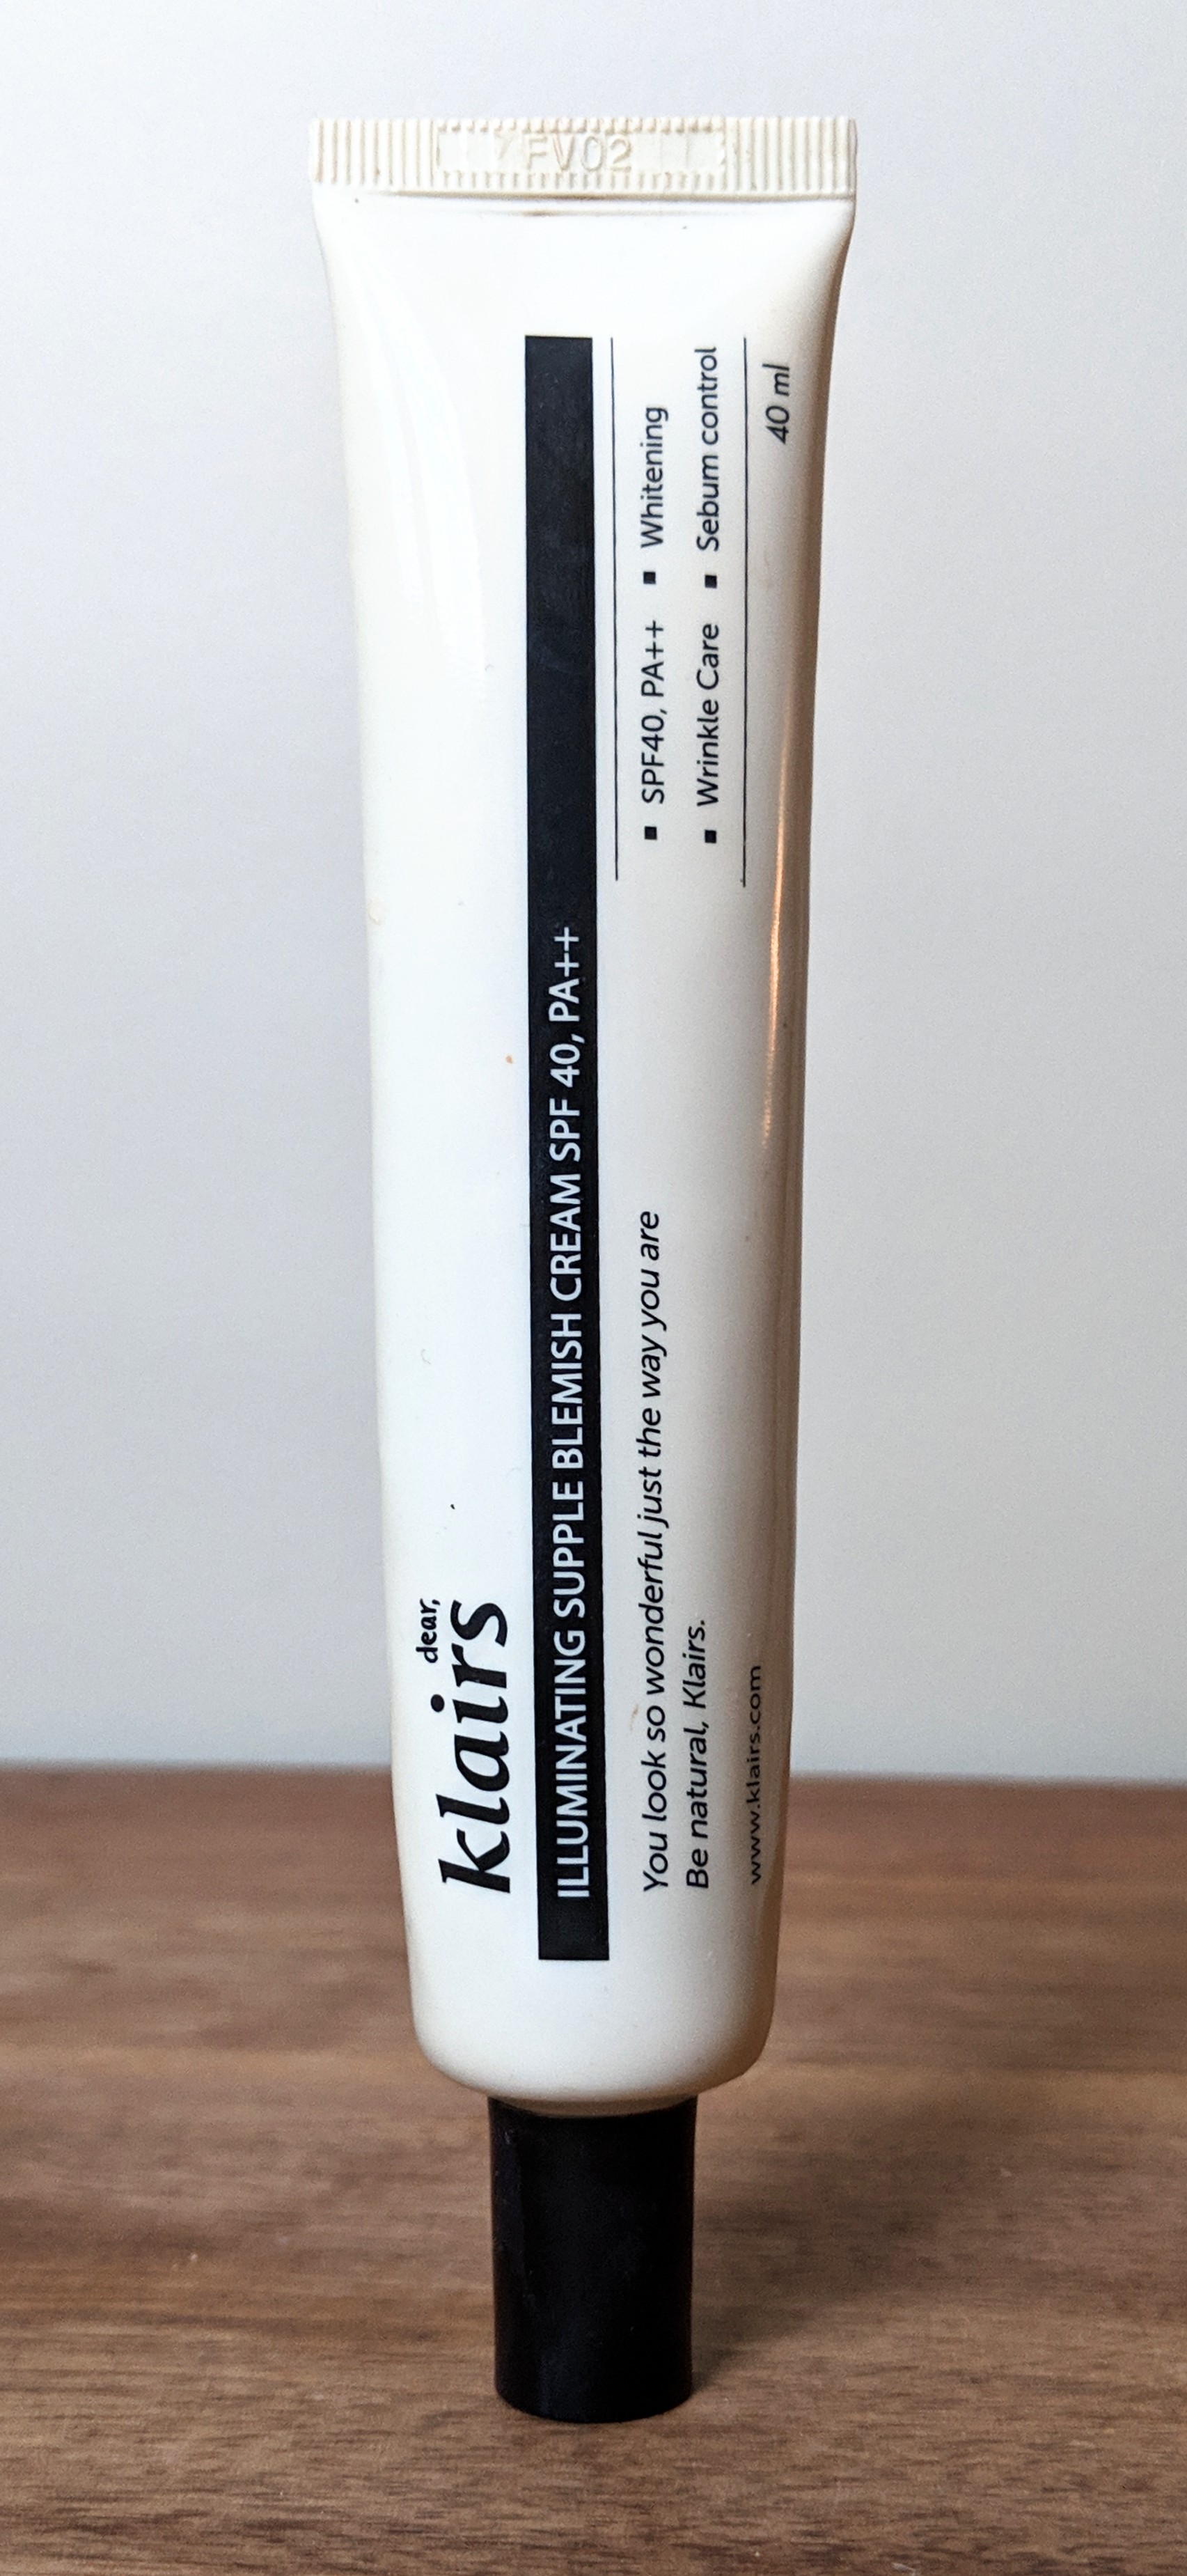 dear,
klairs
ILLUMINATING SUPPLE BLEMISH CREAM SPF 40, PA++
You look so wonderful just the way you are
Be natural, Klairs.
www.klairs.com
▪ SPF40, PA++ ▪ Whitening
▪ Wrinkle Care ▪ Sebum control
40 ml
FV02